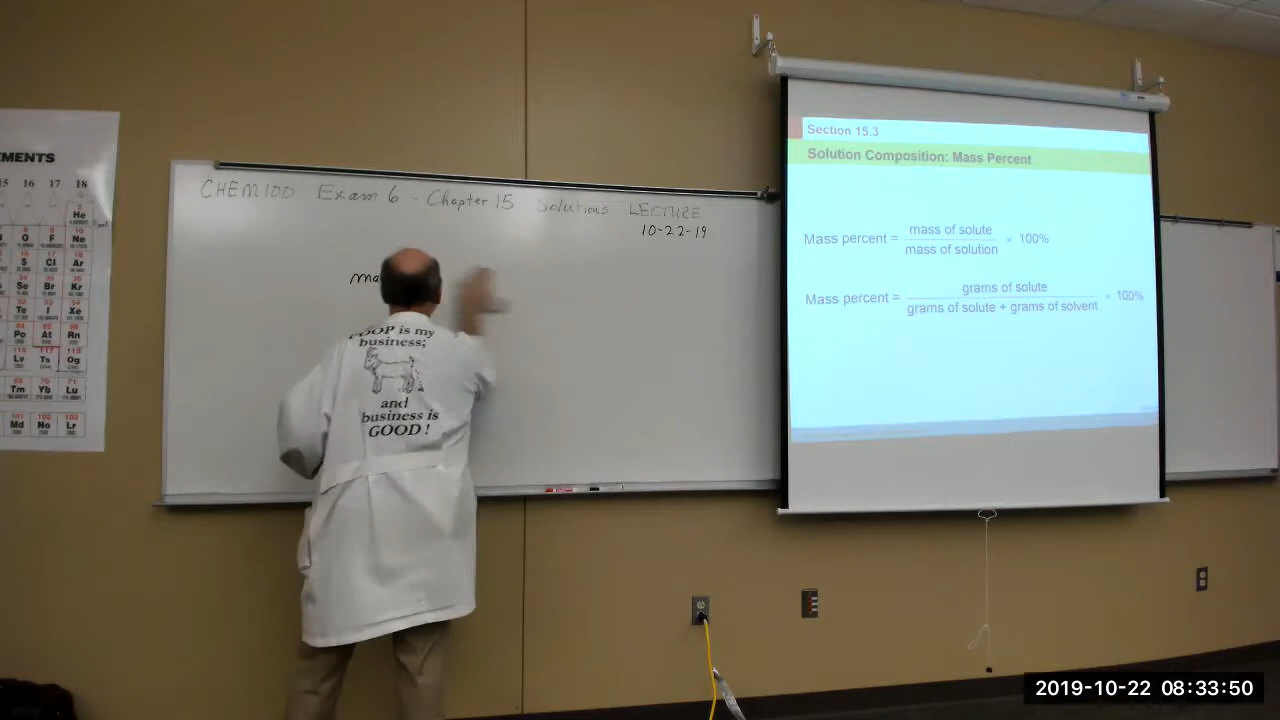 EMENTS
15 16 17 18
He
O F Ne
S Cl Ar
Se Br Kr
Te I Xe
Po At Rn
Lv Ts Og
Tm Yb Lu
Md No Lr
CHEM100 Exam 6 - Chapter 15 Solutions LECTURE
10-22-19
ma
POOP is my
business;
and
business is
GOOD!
Section 15.3
Solution Composition: Mass Percent
Mass percent = mass of solute / mass of solution × 100%
Mass percent = grams of solute / grams of solute + grams of solvent × 100%
2019-10-22 08:33:50